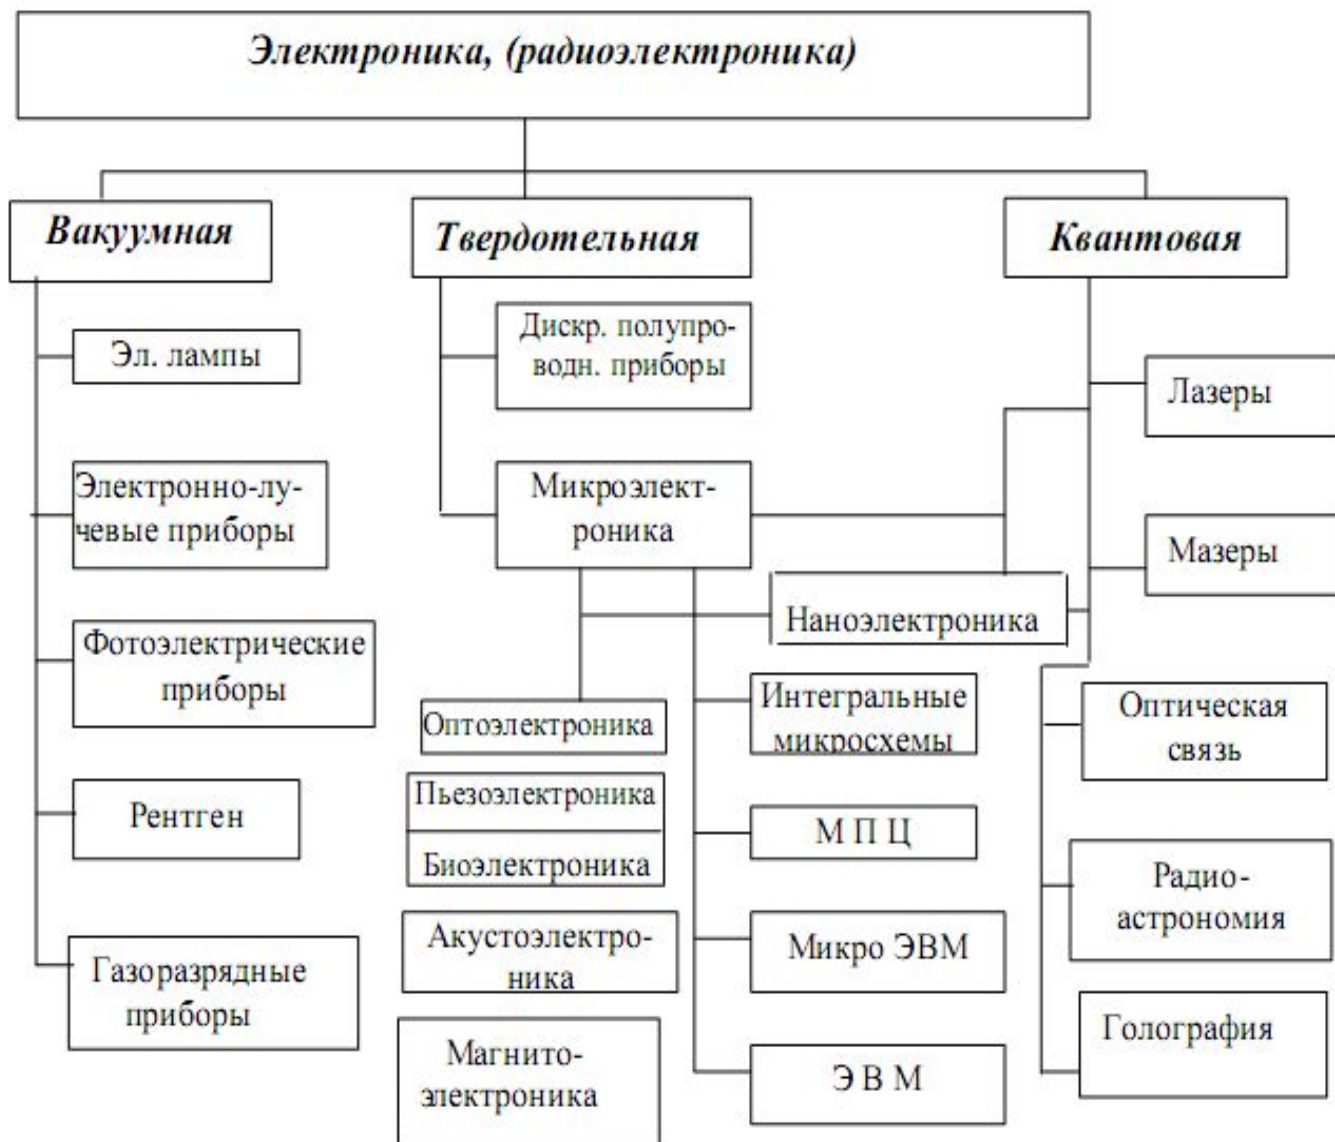 Электроника, (радиоэлектроника)
Вакуумная
Твердотельная
Квантовая
Эл. лампы
Электронно-лу-
чевые приборы
Фотоэлектрические
приборы
Рентген
Газоразрядные
приборы
Дискр. полупро-
водн. приборы
Микроэлект-
роника
Наноэлектроника
Оптоэлектроника
Пьезоэлектроника
Биоэлектроника
Акустоэлектро-
ника
Магнито-
электроника
Интегральные
микросхемы
М П Ц
Микро ЭВМ
Э В М
Лазеры
Мазеры
Оптическая
связь
Радио-
астрономия
Голография